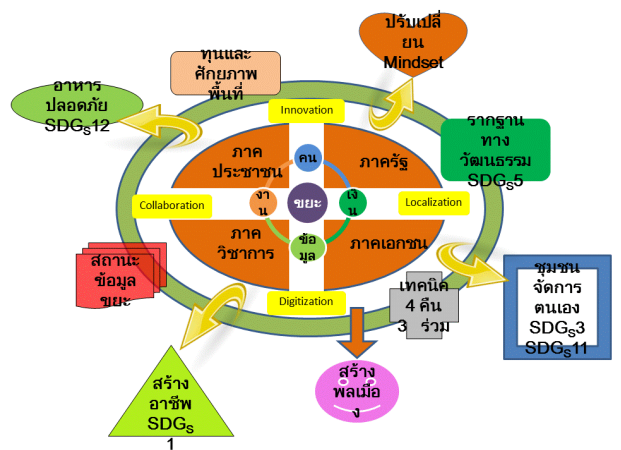 ปรับเปลี่
ยน
Mindset
ทุนและ
ศักยภาพ
พื้นที่
อาหาร
ปลอดภัย
SDGs12
Innovation
รากฐาน
ทาง
วัฒนธรรม
SDGs5
ภาค
ประชาชน
คน
ภาครัฐ
Collaboration
งา
น
ขยะ
เงิ
น
Localization
ภาค
วิชาการ
ข้อ
มูล
ภาคเอกชน
สถานะ
ข้อมูล
ขยะ
Digitization
เทคนิค
4 คืน
3 ร่วม
ชุมชน
จัดการ
ตนเอง
SDGs3
SDGs11
สร้าง
อาชีพ
SDGs
1
สร้าง
พลเมือ
ง